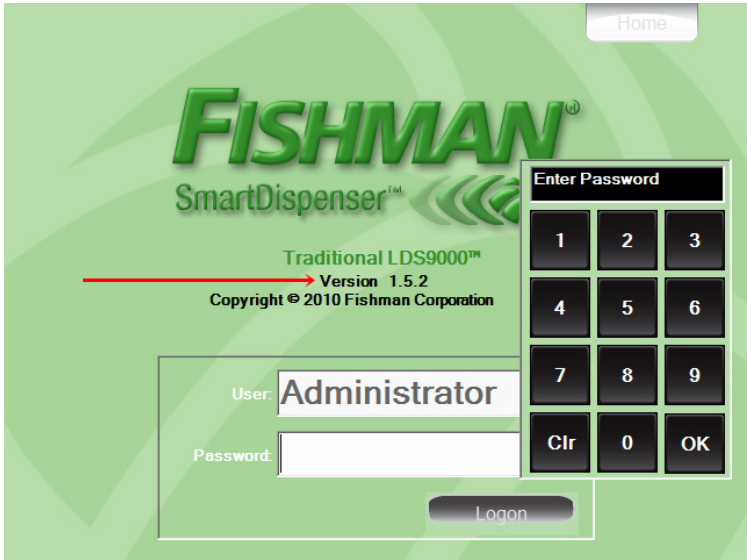 Home
FISHMAN®
SmartDispenser™
Traditional LDS9000™
Version 1.5.2
Copyright © 2010 Fishman Corporation
Enter Password
1 2 3
4 5 6
7 8 9
Clr 0 OK
User: Administrator
Password:
Logon